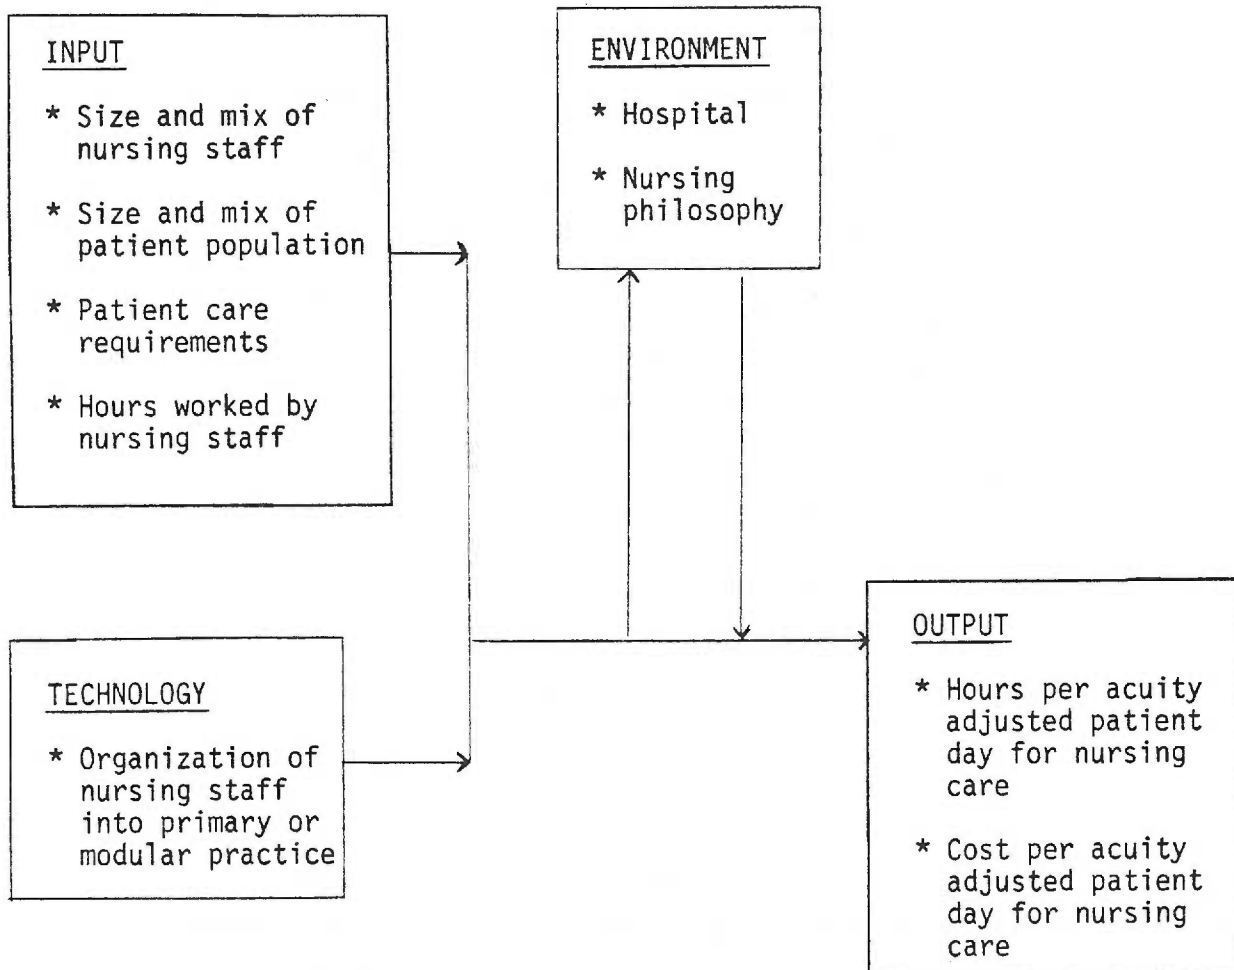 INPUT
* Size and mix of
nursing staff
* Size and mix of
patient population
* Patient care
requirements
* Hours worked by
nursing staff
ENVIRONMENT
* Hospital
* Nursing
philosophy
TECHNOLOGY
* Organization of
nursing staff
into primary or
modular practice
OUTPUT
* Hours per acuity
adjusted patient
day for nursing
care
* Cost per acuity
adjusted patient
day for nursing
care